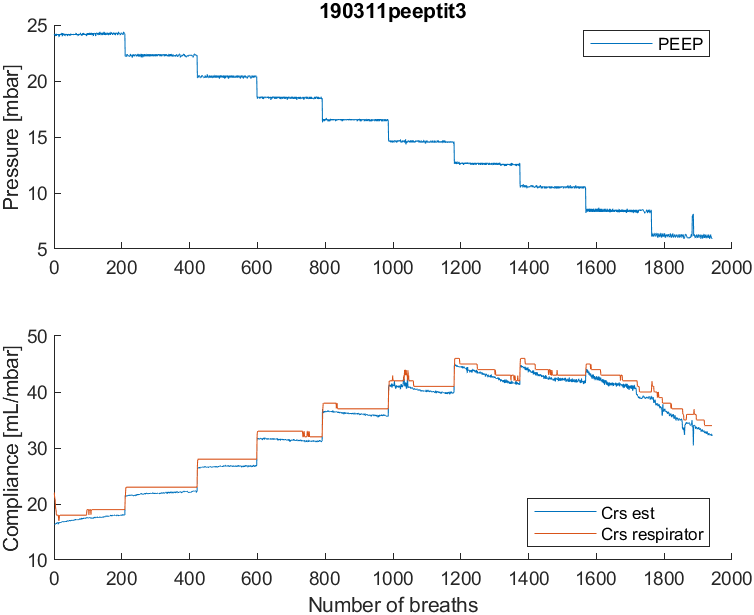 190311peeptit3
25
20
15
10
5
Pressure [mbar]
PEEP
0 200 400 600 800 1000 1200 1400 1600 1800 2000
50
40
30
20
10
Compliance [mL/mbar]
Crs est
Crs respirator
0 200 400 600 800 1000 1200 1400 1600 1800 2000
Number of breaths